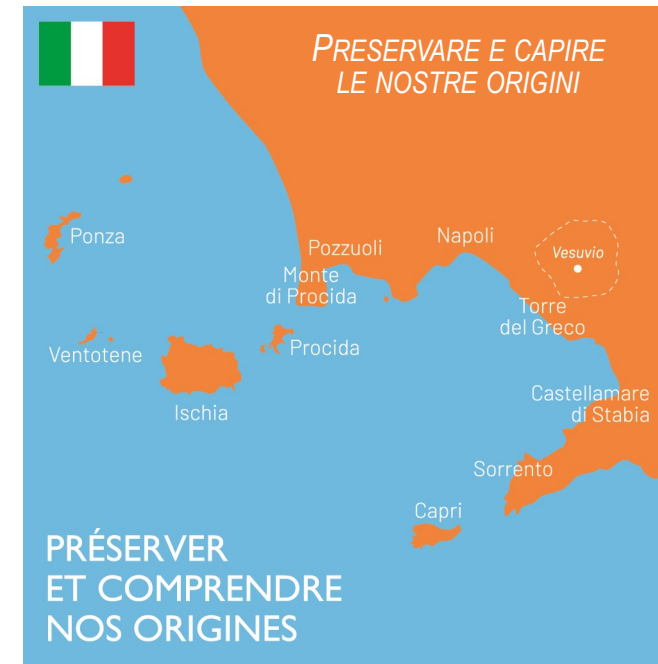 PRESERVARE E CAPIRE
LE NOSTRE ORIGINI
Ponza
Pozzuoli
Napoli
Vesuvio
Monte
di Procida
Torre
del Greco
Ventotene
Procida
Ischia
Castellamare
di Stabia
Sorrento
Capri
PRÉSERVER
ET COMPRENDRE
NOS ORIGINES